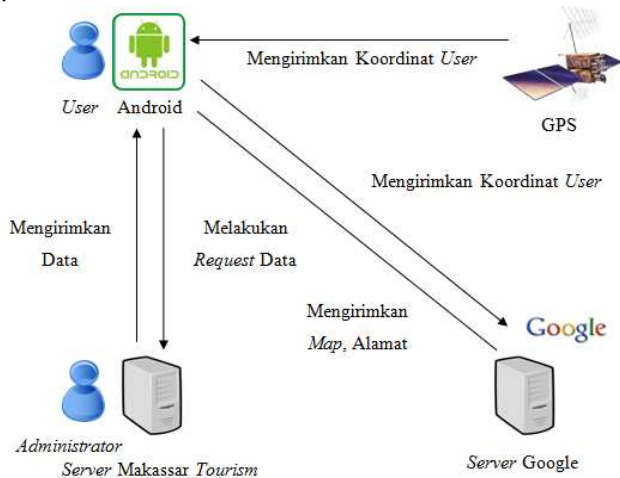 ANDROID
Mengirimkan Koordinat User
User Android
GPS
Mengirimkan Koordinat User
Mengirimkan
Data
Melakukan
Request Data
Mengirimkan
Map, Alamat
Google
Administrator
Server Makassar Tourism
Server Google